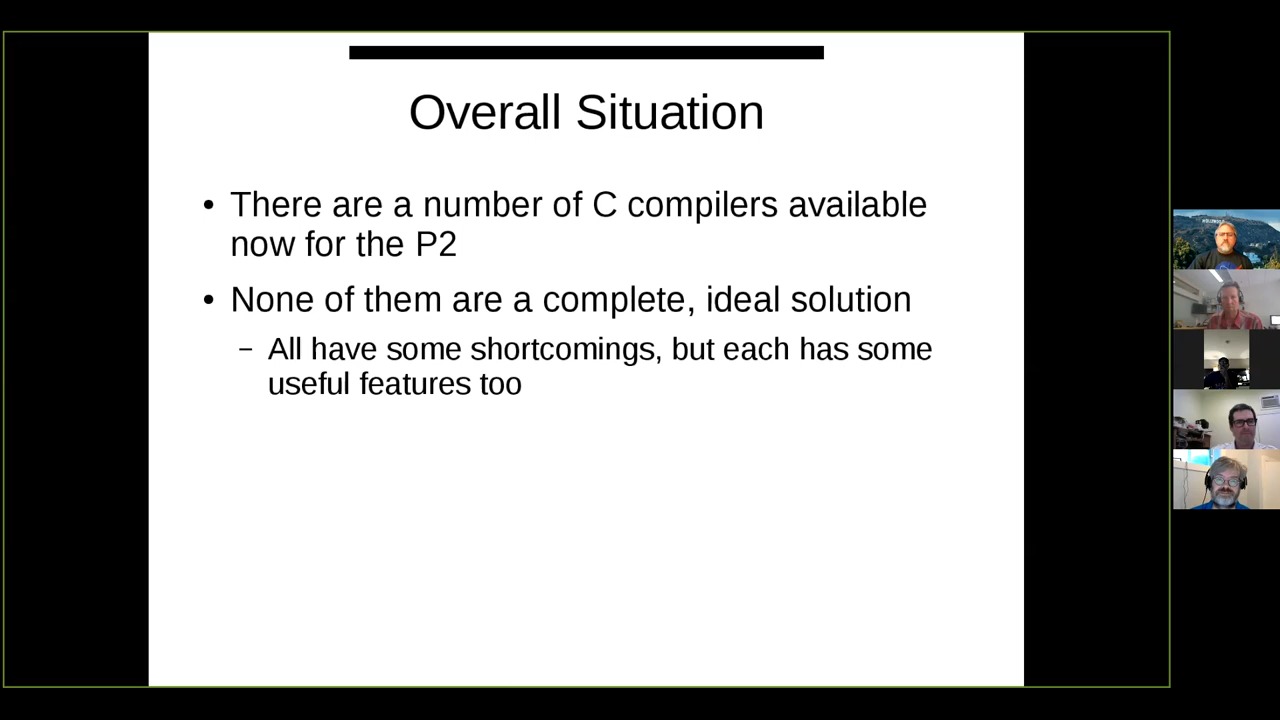 Overall Situation
• There are a number of C compilers available
now for the P2
• None of them are a complete, ideal solution
– All have some shortcomings, but each has some
useful features too